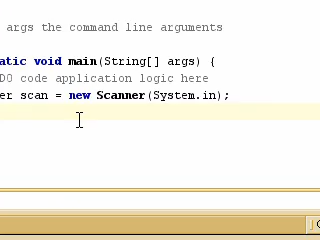 args the command line arguments
atic void main(String[] args) {
DO code application logic here
er scan = new Scanner(System.in);